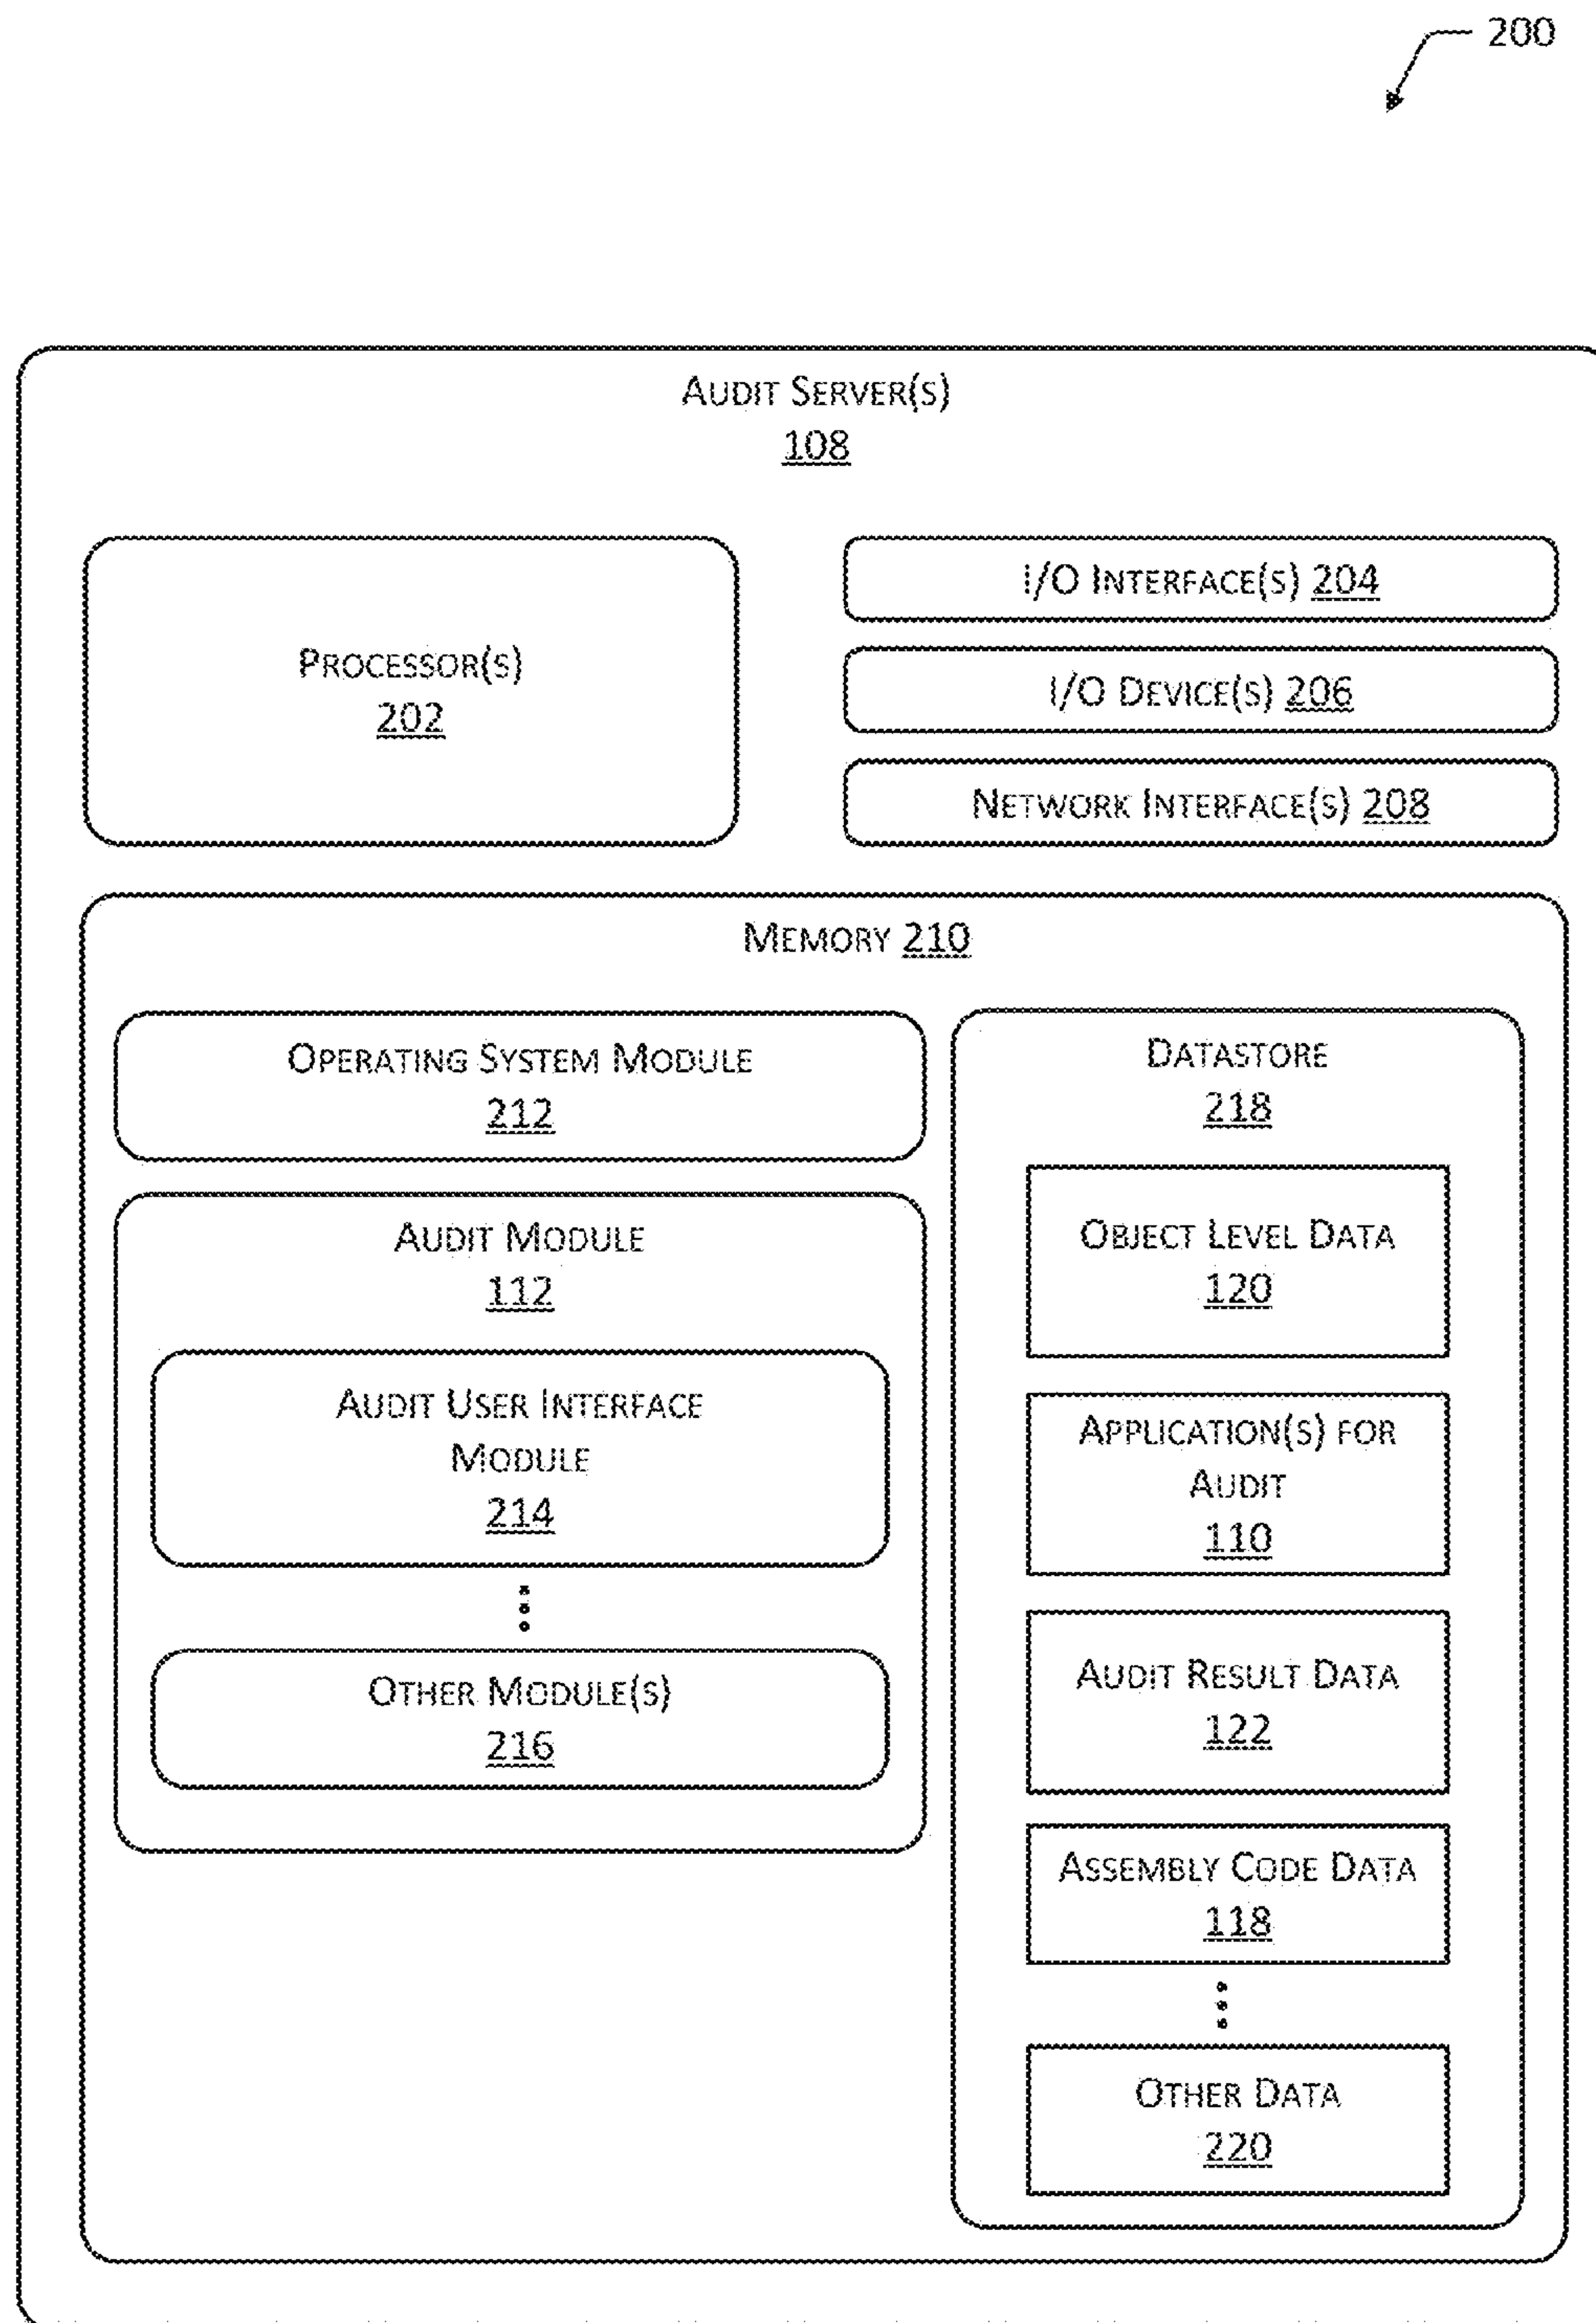 200
AUDIT SERVER(S)
108
PROCESSOR(S)
202
I/O INTERFACE(S) 204
I/O DEVICE(S) 206
NETWORK INTERFACE(S) 208
MEMORY 210
OPERATING SYSTEM MODULE
212
AUDIT MODULE
112
AUDIT USER INTERFACE
MODULE
214
OTHER MODULE(S)
216
DATASTORE
218
OBJECT LEVEL DATA
120
APPLICATION(S) FOR
AUDIT
110
AUDIT RESULT DATA
122
ASSEMBLY CODE DATA
118
OTHER DATA
220